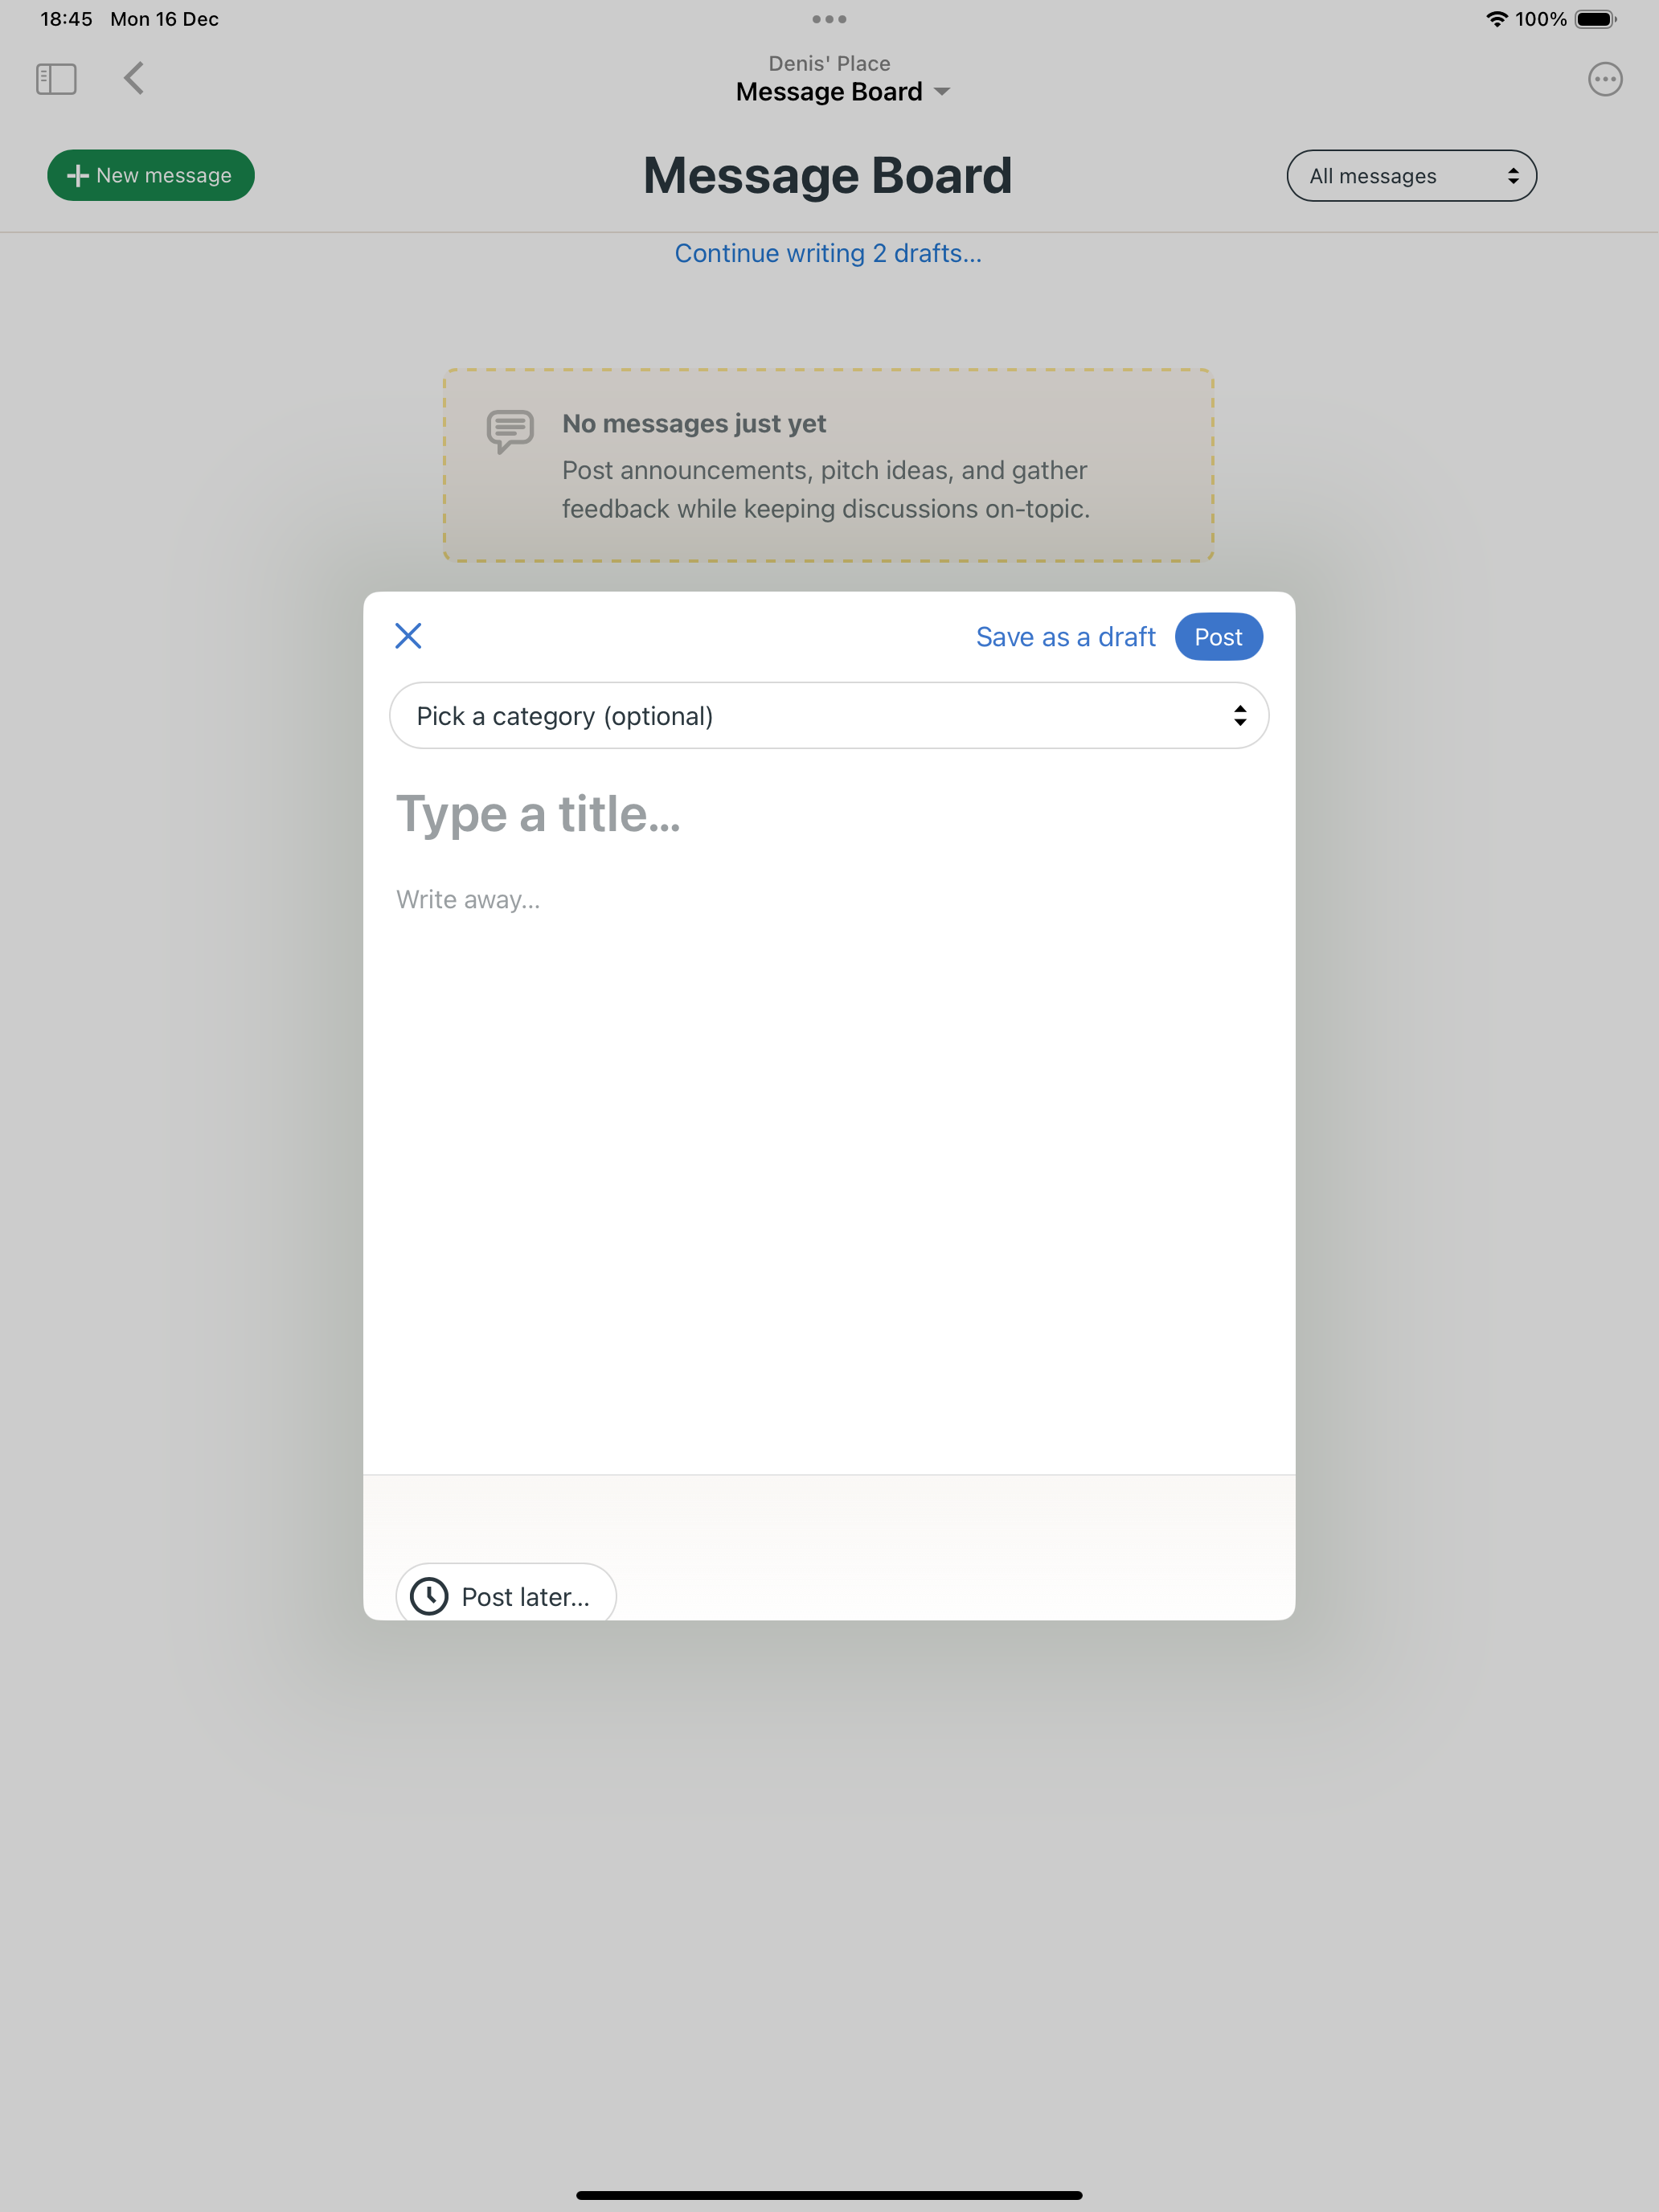 18:45 Mon 16 Dec
100%
Denis' Place
Message Board
New message
Message Board
All messages
Continue writing 2 drafts...
No messages just yet
Post announcements, pitch ideas, and gather
feedback while keeping discussions on-topic.
Save as a draft
Post
Pick a category (optional)
Type a title...
Write away...
Post later...